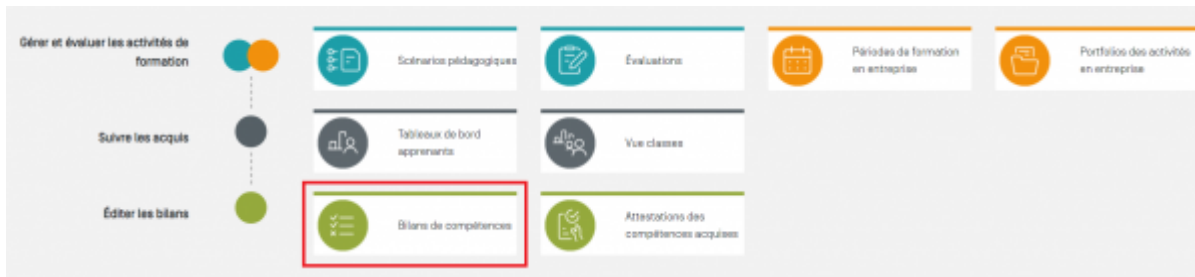 Gérer et évaluer les activités de
formation
Scénarios pédagogiques
Évaluations
Périodes de formation
en entreprise
Portfolios des activités
en entreprise
Suivre les acquis
Tableaux de bord
apprenants
Vue classes
Éditer les bilans
Bilans de compétences
Attestations des
compétences acquises